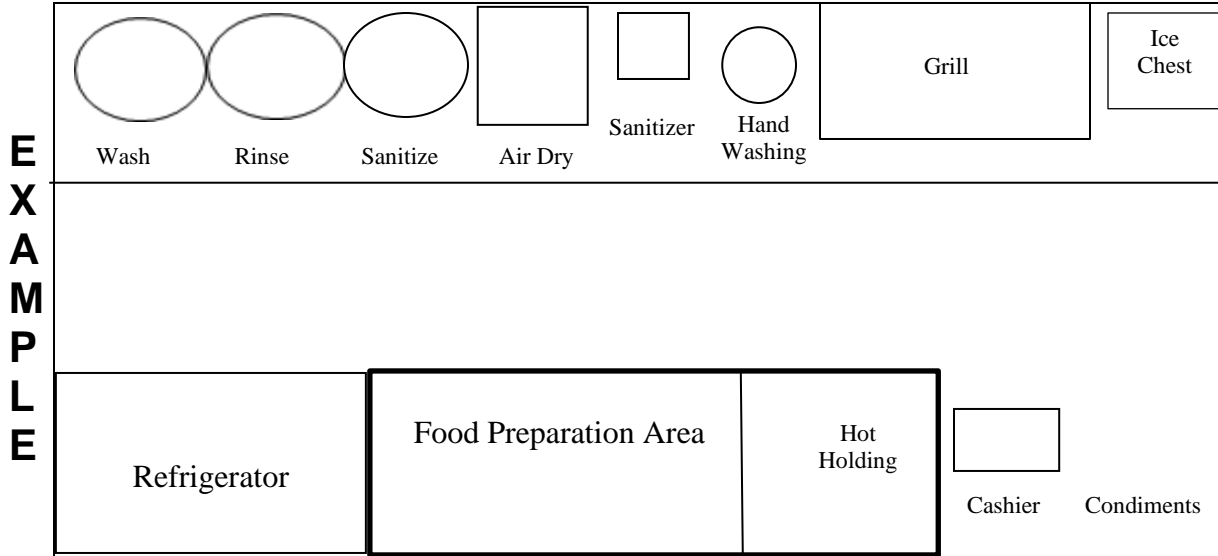 EXAMPLE
Wash
Rinse
Sanitize
Air Dry
Sanitizer
Hand
Washing
Grill
Ice
Chest
Refrigerator
Food Preparation Area
Hot
Holding
Cashier
Condiments